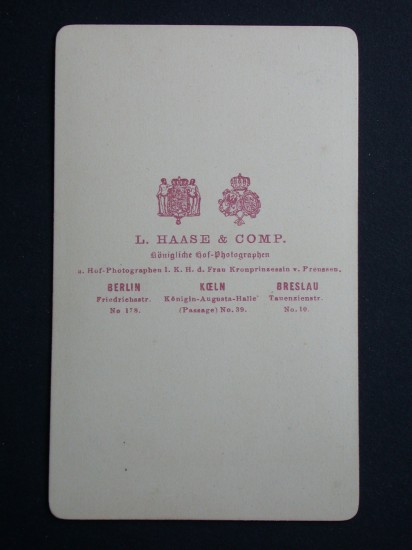 L. HAASE & COMP.
Königliche Hof-Photographen
u. Hof-Photographen I. K. H. d. Frau Kronprinzessin v. Preussen.
BERLIN KŒLN BRESLAU
Friedrichsstr. Königin-Augusta-Halle Tauenzienstr.
No 178. (Passage) No. 39. No. 10.